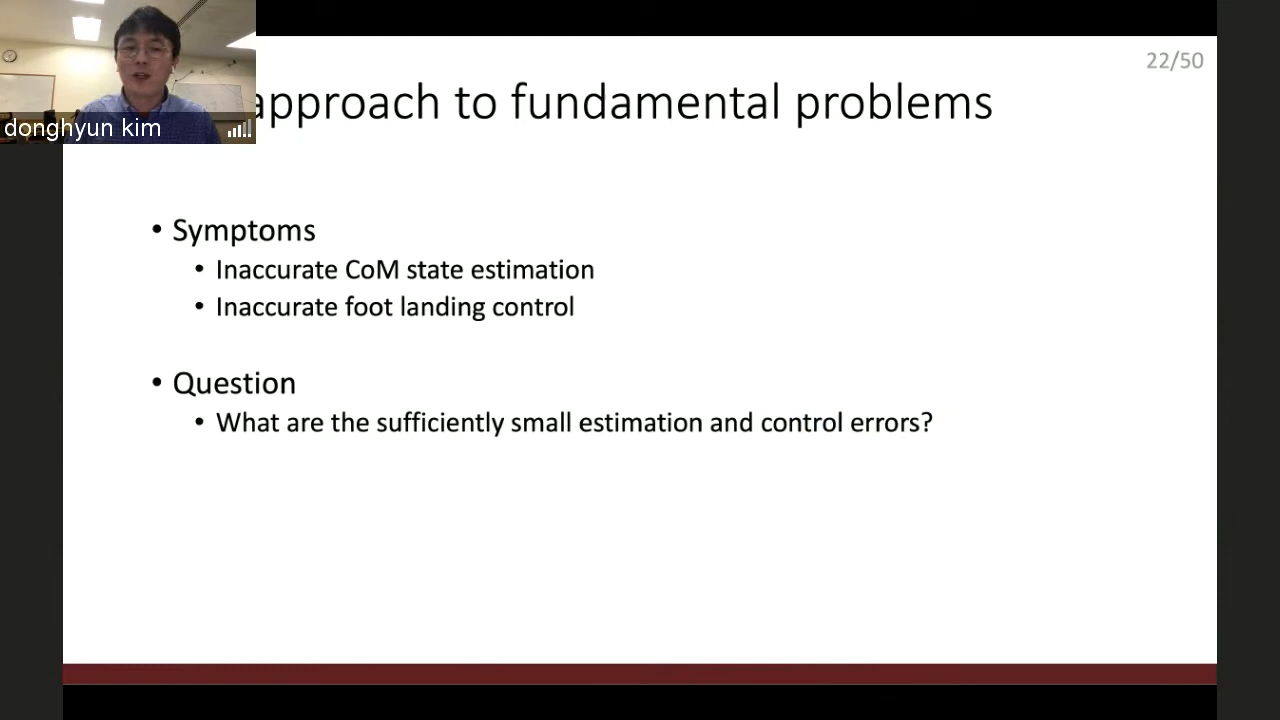 22/50
approach to fundamental problems
donghyun kim
• Symptoms
• Inaccurate CoM state estimation
• Inaccurate foot landing control
• Question
• What are the sufficiently small estimation and control errors?